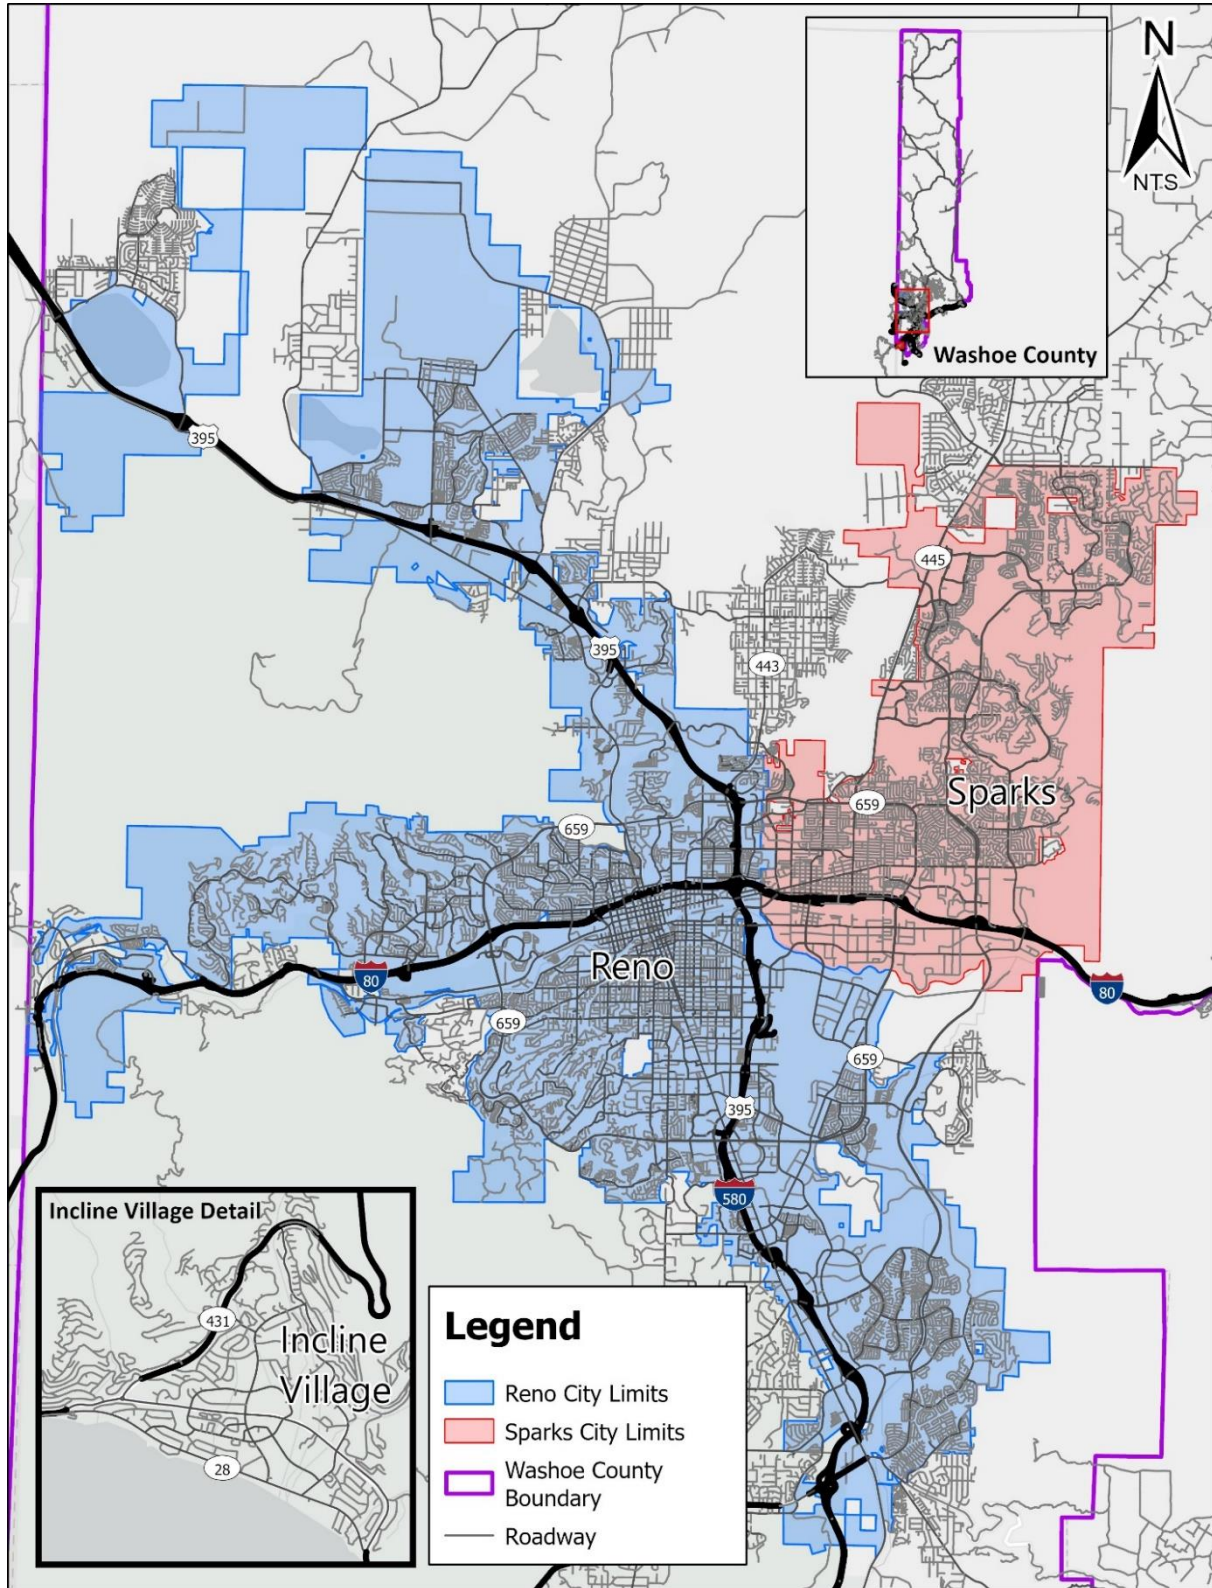 N
NTS
Washoe County
395
445
395
443
659
Sparks
659
Reno
80
80
659
659
395
580
Incline Village Detail
431
Incline
Village
28
Legend
Reno City Limits
Sparks City Limits
Washoe County
Boundary
Roadway